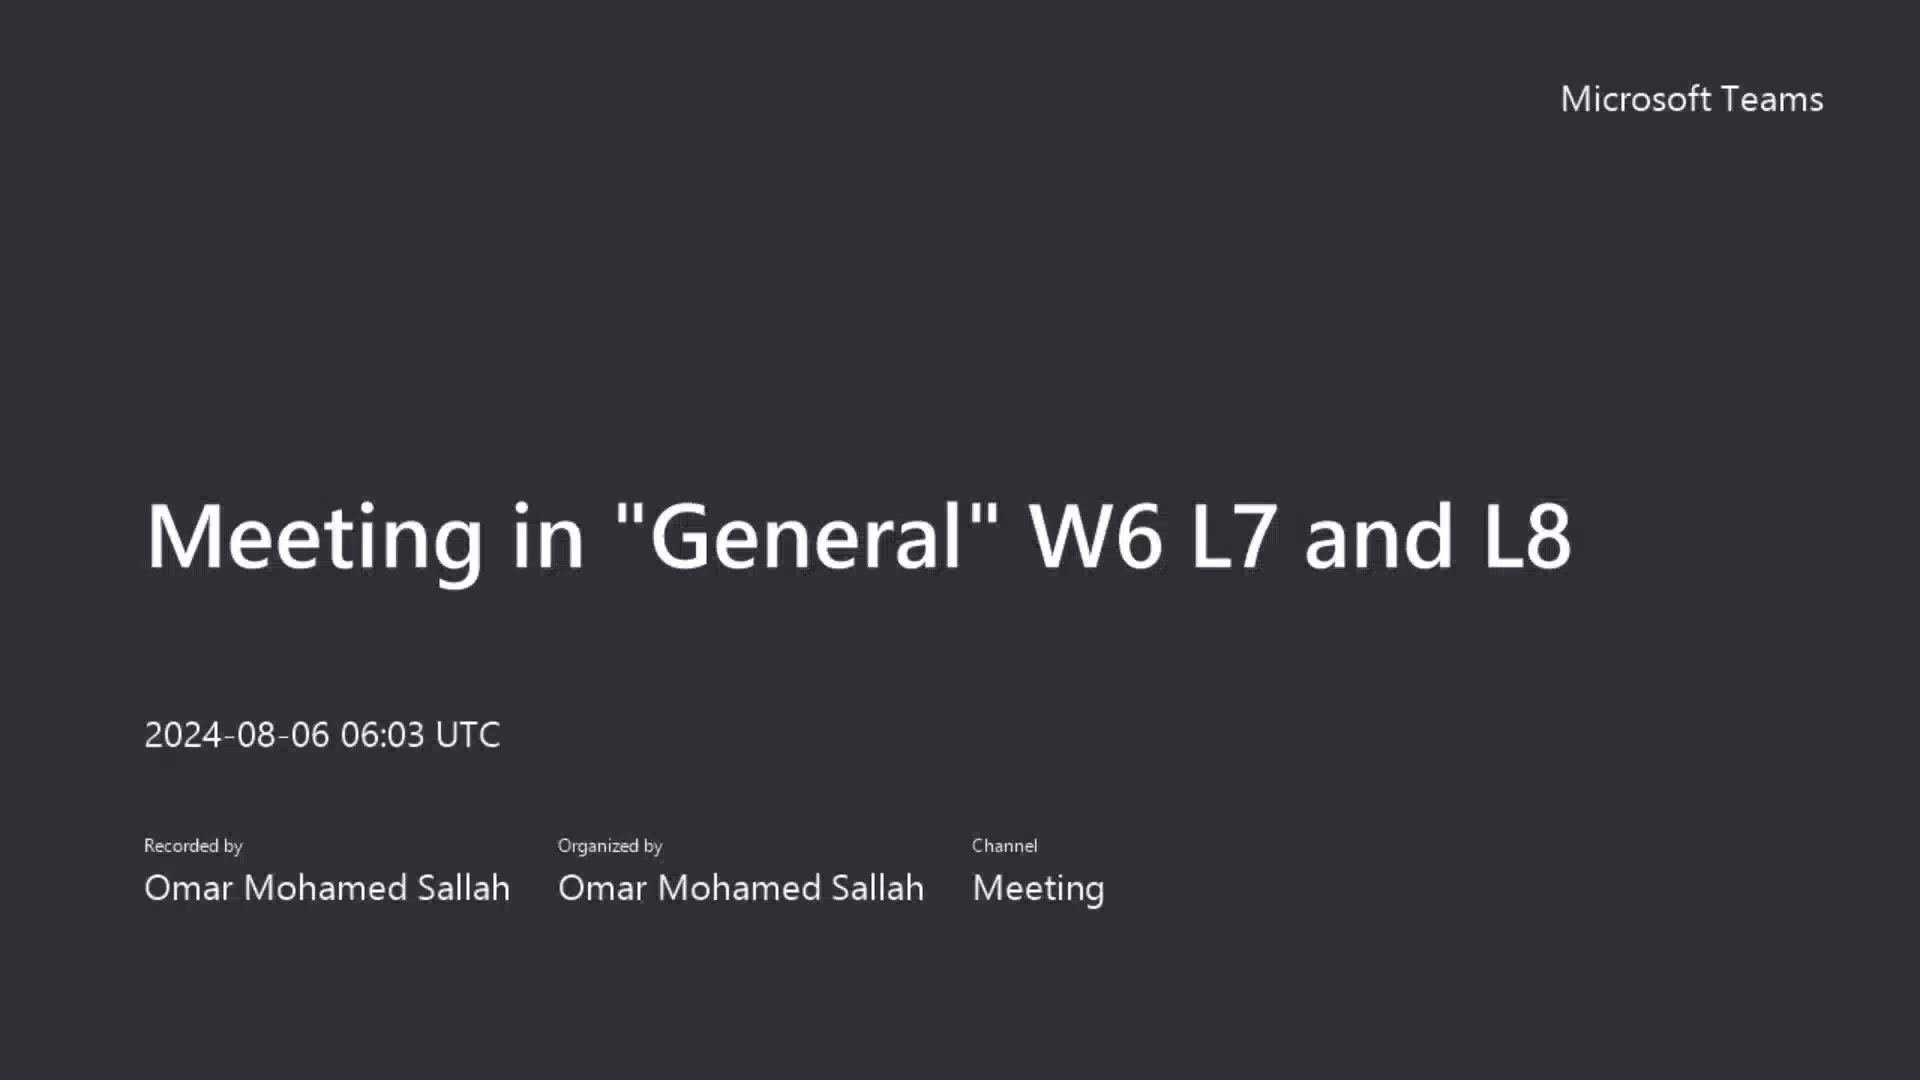 Microsoft Teams
Meeting in "General" W6 L7 and L8
2024-08-06 06:03 UTC
Recorded by
Organized by
Channel
Omar Mohamed Sallah
Omar Mohamed Sallah
Meeting